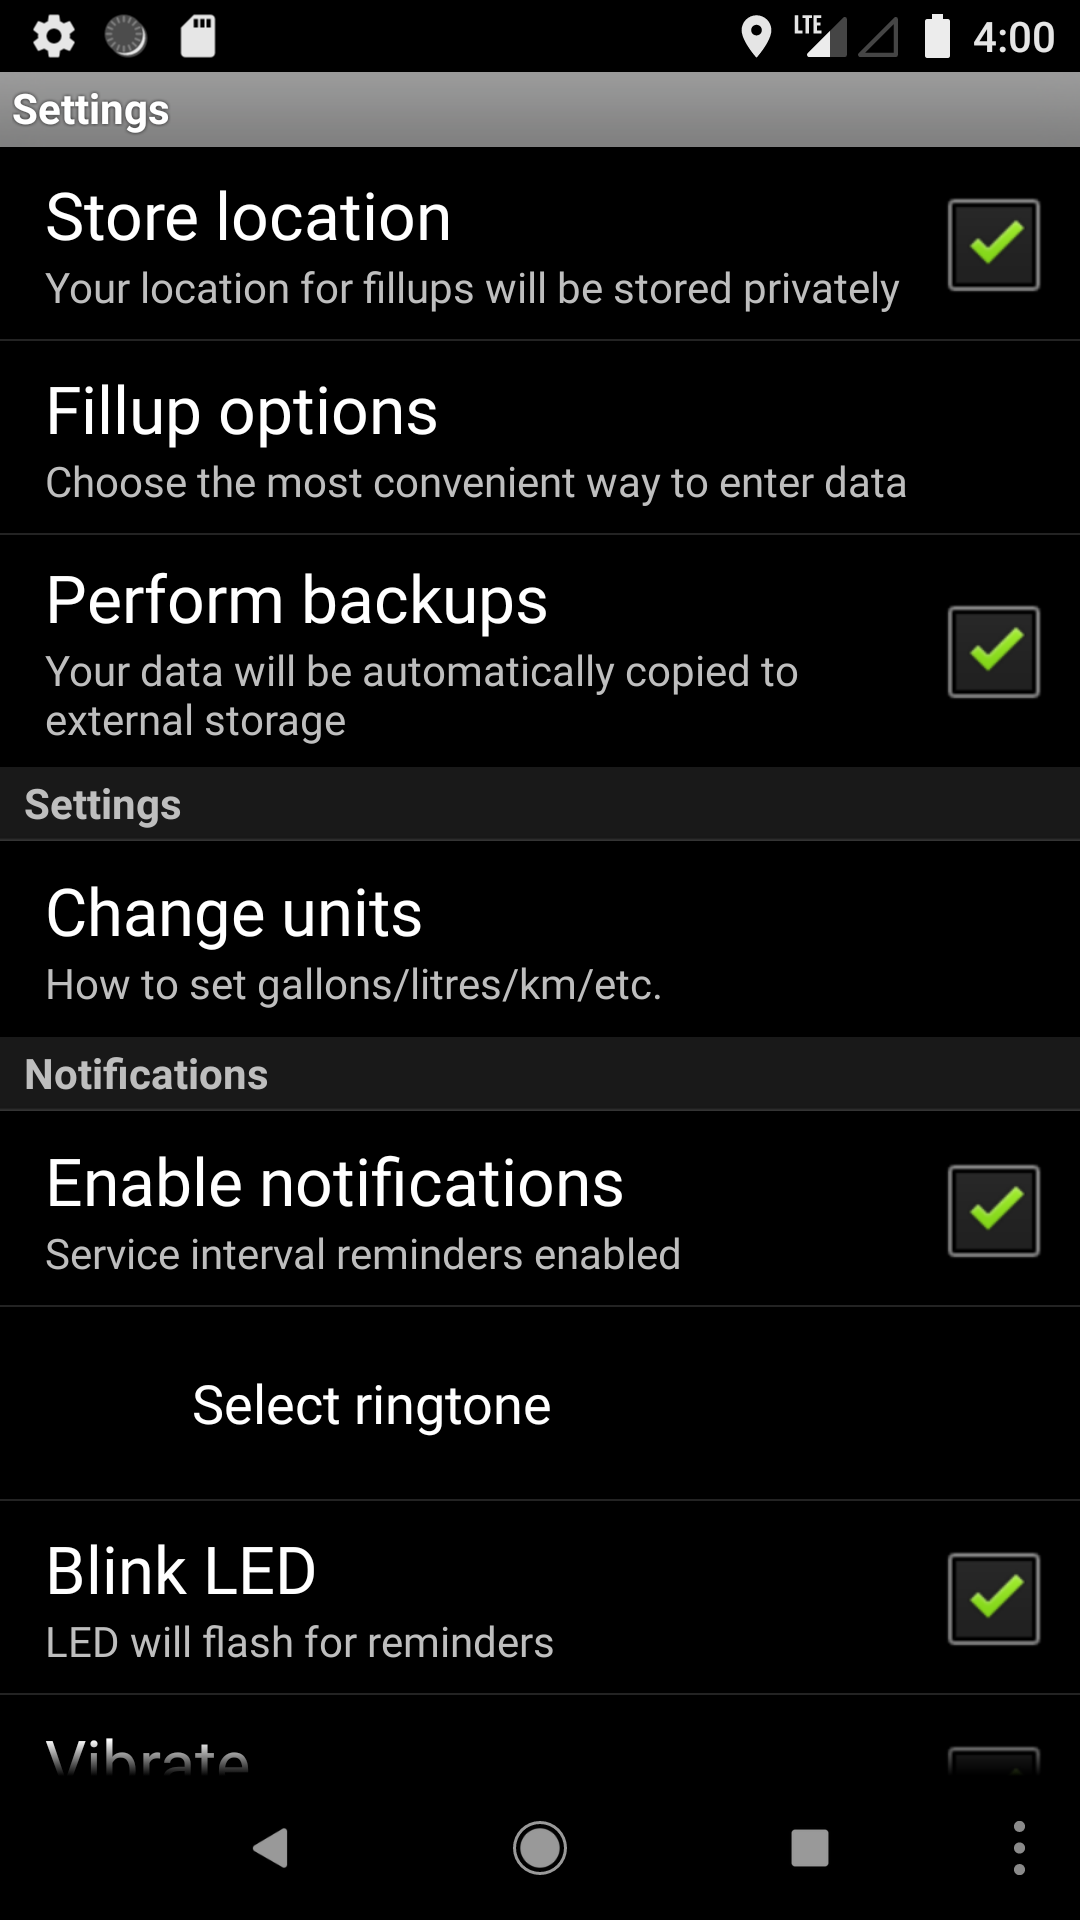 LTE 4:00
Settings
Store location
Your location for fillups will be stored privately
Fillup options
Choose the most convenient way to enter data
Perform backups
Your data will be automatically copied to
external storage
Settings
Change units
How to set gallons/litres/km/etc.
Notifications
Enable notifications
Service interval reminders enabled
Select ringtone
Blink LED
LED will flash for reminders
Vibrate